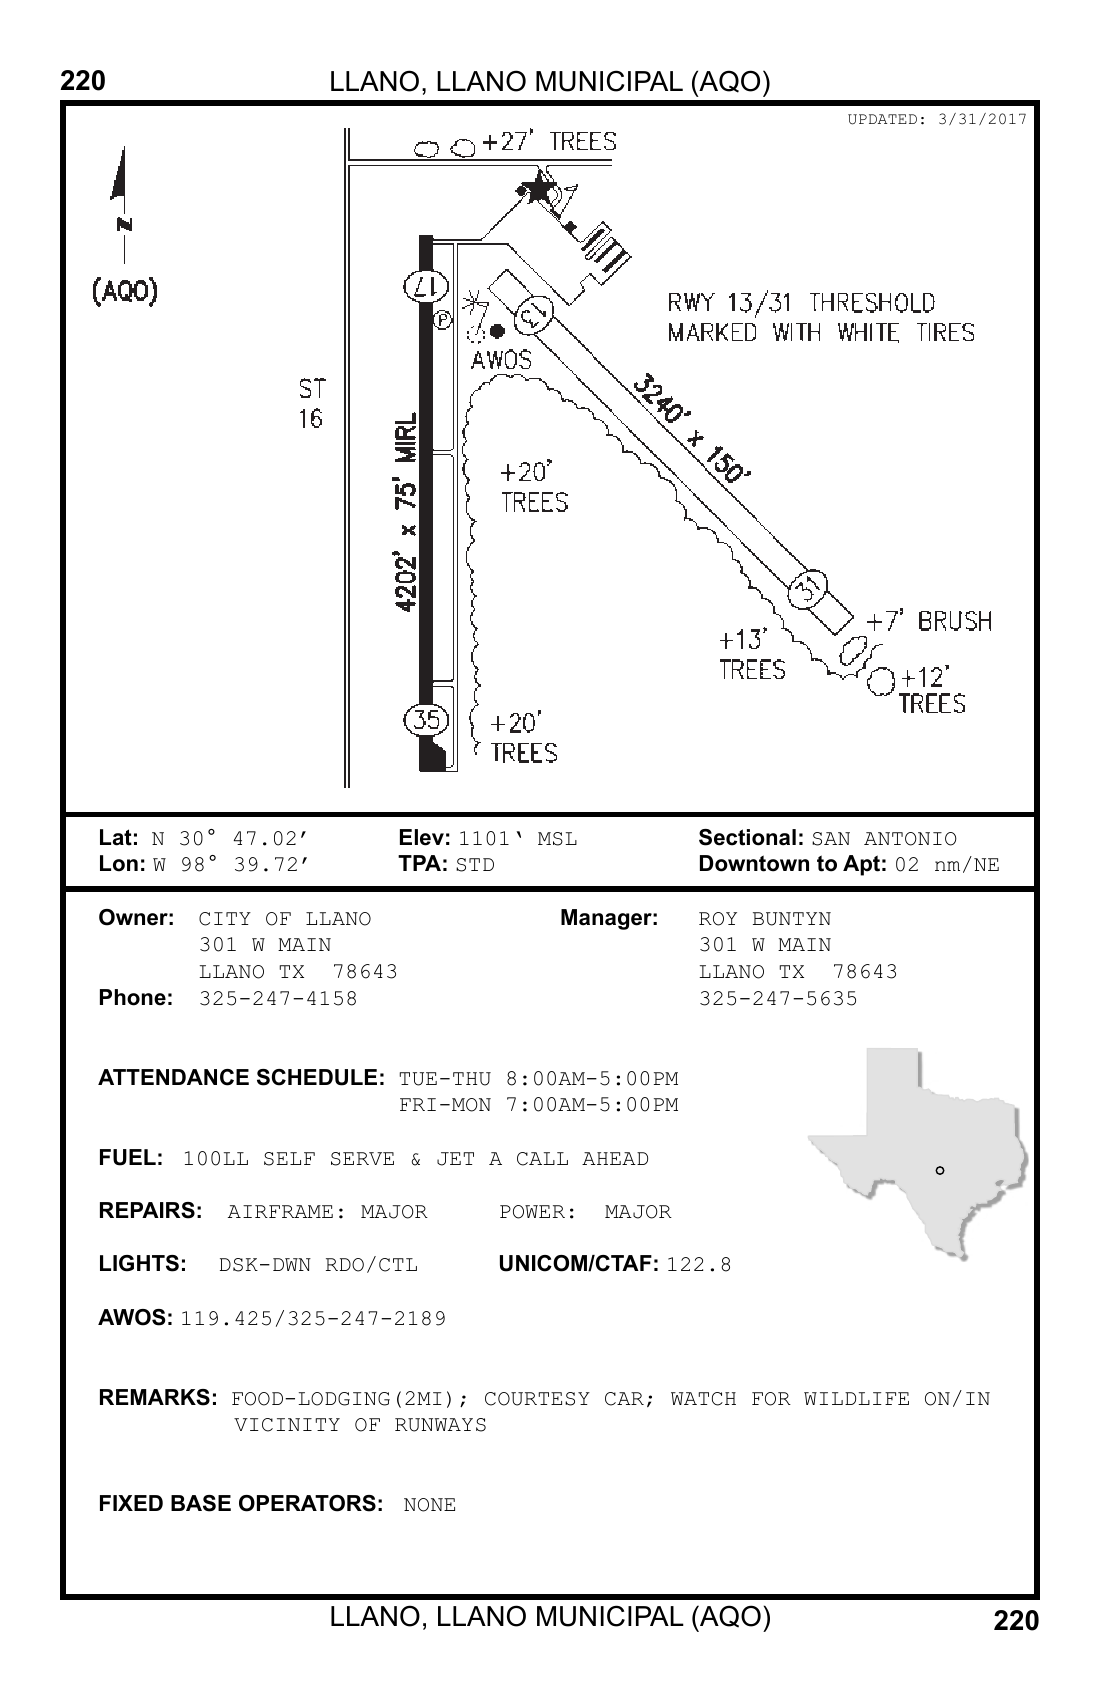 220
LLANO, LLANO MUNICIPAL (AQO)
UPDATED: 3/31/2017
+27’ TREES
N
(AQO)
17
P
13
RWY 13/31 THRESHOLD
MARKED WITH WHITE TIRES
AWOS
ST
16
3240’ x 150’
4202’ x 75’ MIRL
+20’
TREES
31
+7’ BRUSH
+13’
TREES
+12’
TREES
35
+20’
TREES
Lat: N 30° 47.02’ Elev: 1101‘ MSL Sectional: SAN ANTONIO
Lon: W 98° 39.72’ TPA: STD Downtown to Apt: 02 nm/NE
Owner: CITY OF LLANO Manager: ROY BUNTYN
301 W MAIN 301 W MAIN
LLANO TX 78643 LLANO TX 78643
Phone: 325-247-4158 325-247-5635
ATTENDANCE SCHEDULE: TUE-THU 8:00AM-5:00PM
FRI-MON 7:00AM-5:00PM
FUEL: 100LL SELF SERVE & JET A CALL AHEAD
REPAIRS: AIRFRAME: MAJOR POWER: MAJOR
LIGHTS: DSK-DWN RDO/CTL UNICOM/CTAF: 122.8
AWOS: 119.425/325-247-2189
REMARKS: FOOD-LODGING(2MI); COURTESY CAR; WATCH FOR WILDLIFE ON/IN
VICINITY OF RUNWAYS
FIXED BASE OPERATORS: NONE
LLANO, LLANO MUNICIPAL (AQO)
220